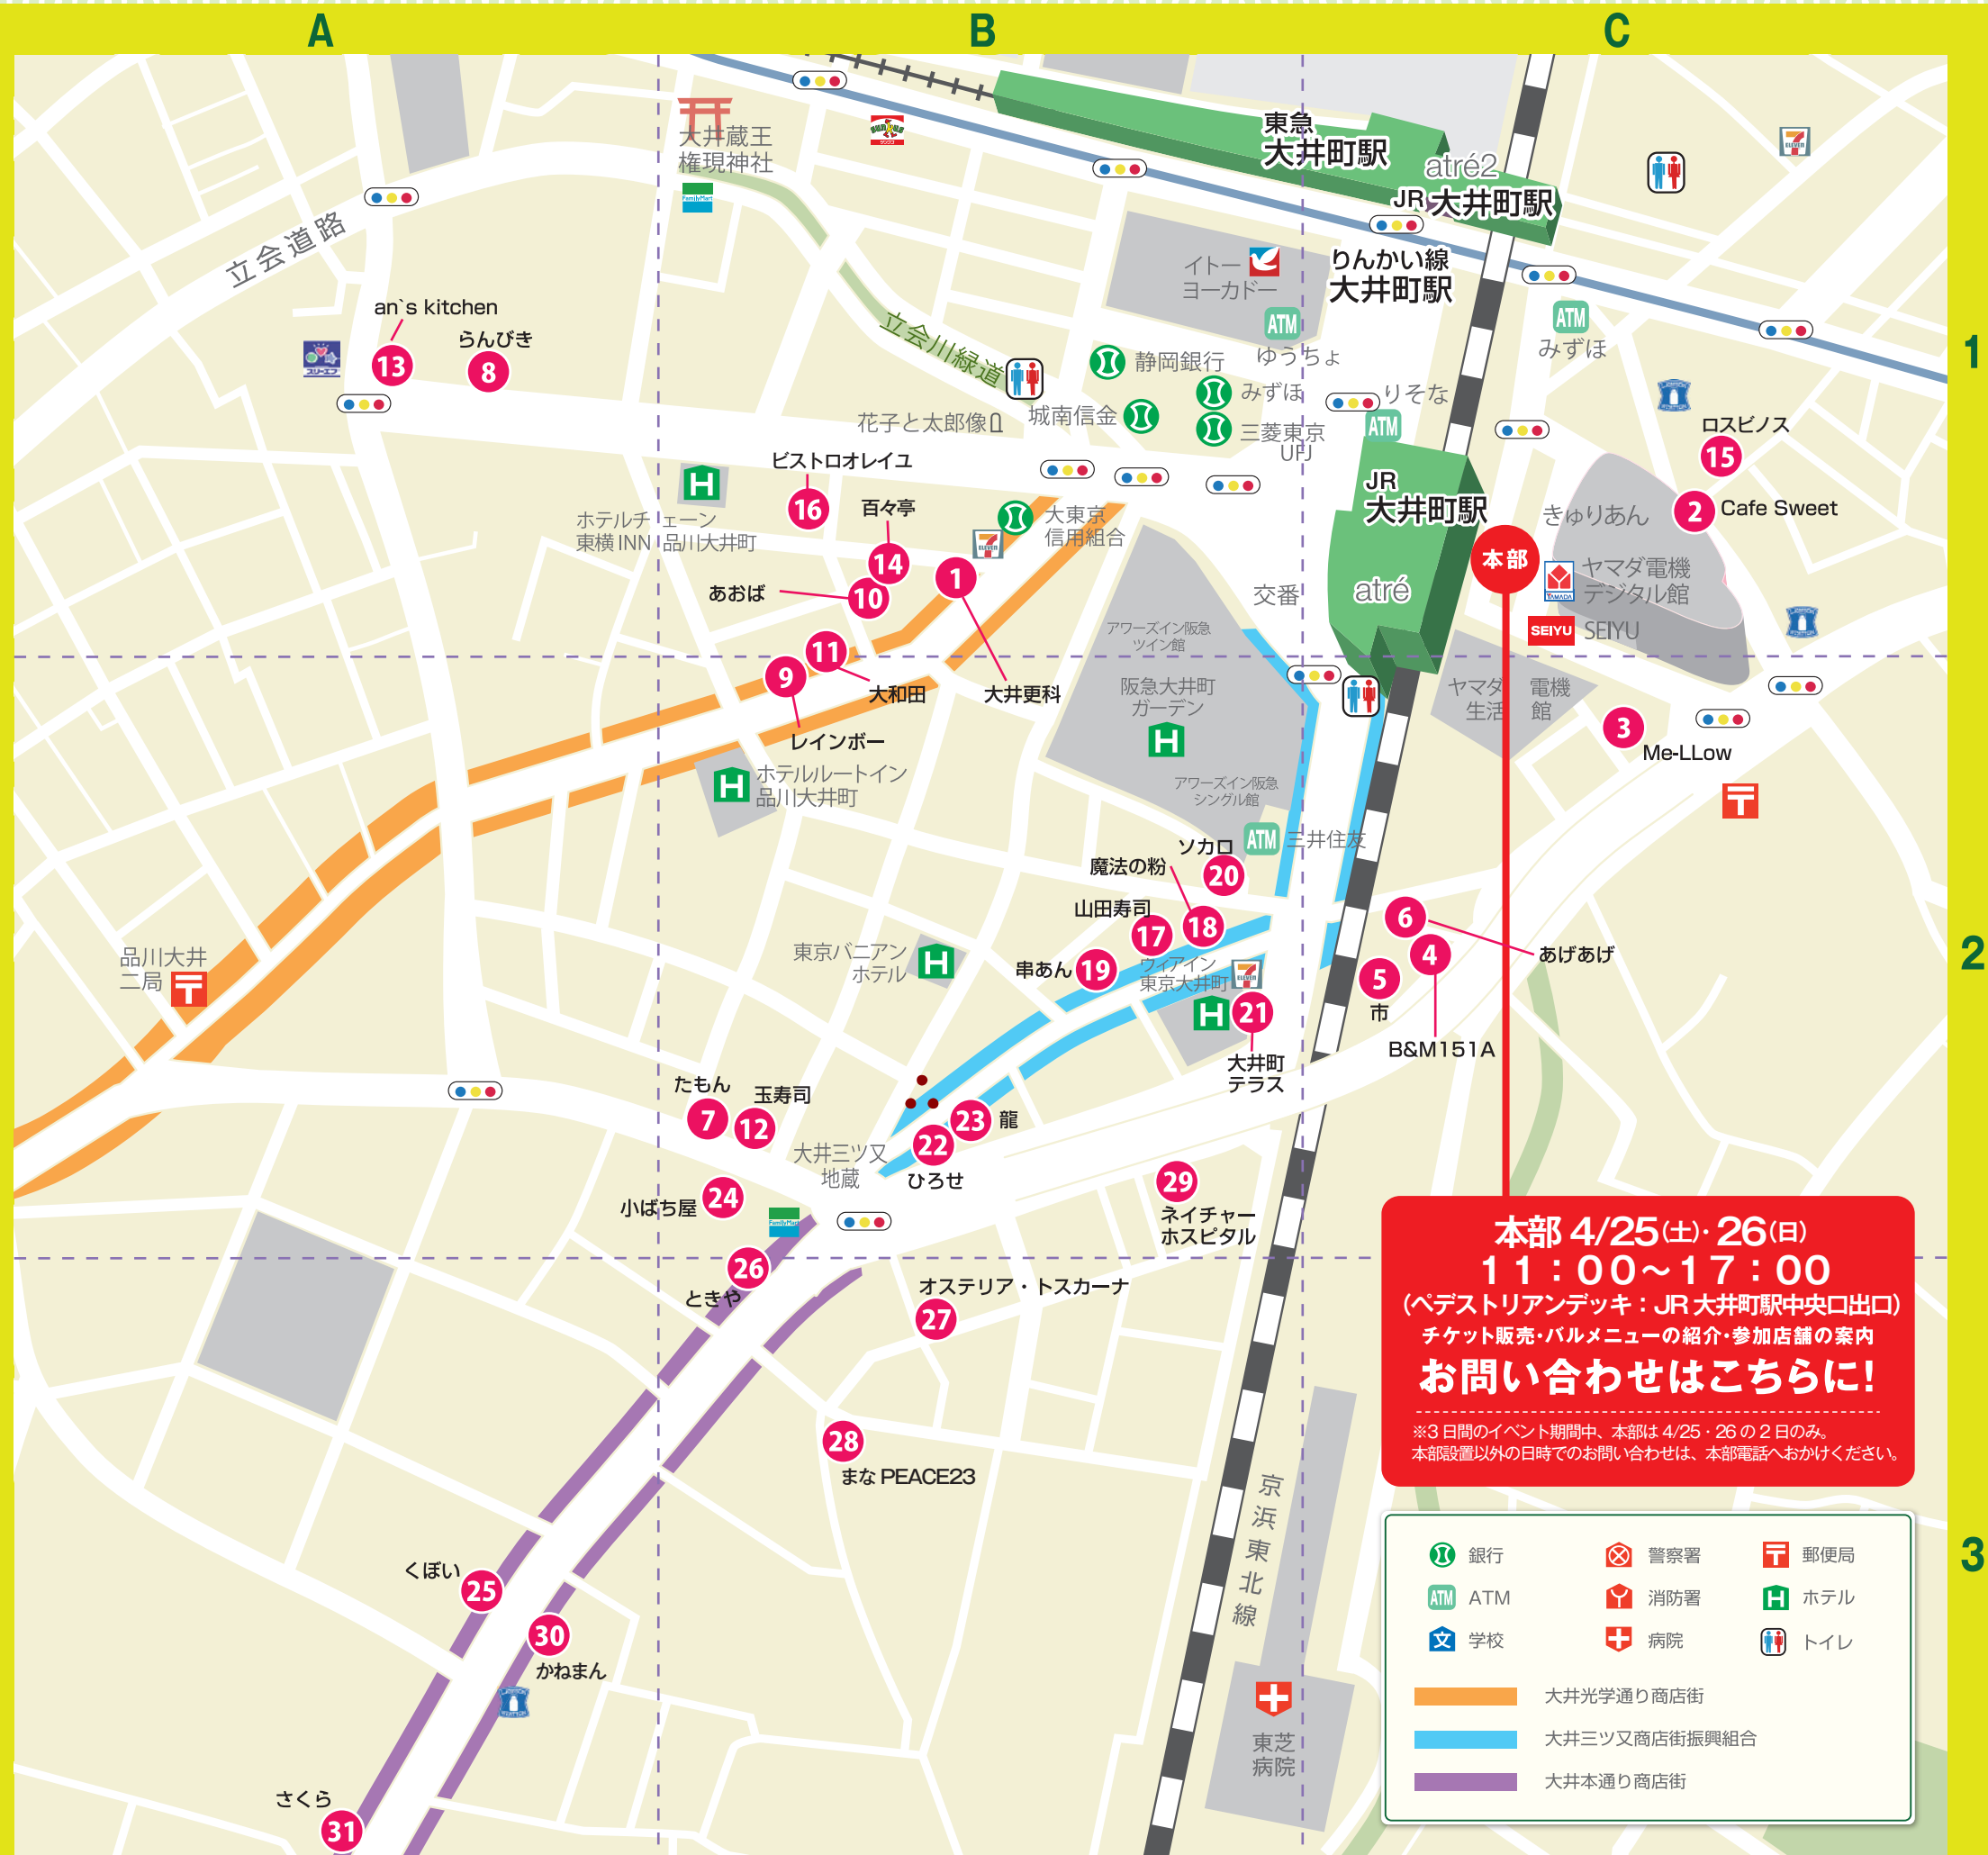 A
B
C
1
2
3
東急
大井町駅
atré2
JR 大井町駅
りんかい線
大井町駅
大井蔵王
権現神社
SUNKUS
FamilyMart
ELEVEN
立会道路
立会川緑道
イトー
ヨーカドー
ATM
ゆうちょ
ATM
みずほ
an`s kitchen
13
らんびき
8
スリーエフ
静岡銀行
みずほ
りそな
ATM
城南信金
三菱東京
UFJ
花子と太郎像
ロスビノス
15
2
Cafe Sweet
きゅりあん
ビストロオレイユ
16
百々亭
14
あおば
10
1
大井更科
H
ホテルチェーン
東横INN 品川大井町
ELEVEN
大東京
信用組合
JR
大井町駅
atré
本部
交番
YAMADA
ヤマダ電機
デジタル館
SEIYU
SEIYU
アワーズイン阪急
ツイン館
11
大和田
9
レインボー
阪急大井町
ガーデン
H
アワーズイン阪急
シングル館
ヤマダ電機
生活館
3
Me-LLow
H
ホテルルートイン
品川大井町
ATM
三井住友
ソカロ
20
魔法の粉
18
山田寿司
17
串あん
19
6
あげあげ
4
B&M151A
5
市
品川大井
二局
東京バニアン
ホテル
H
ヴィアイン
東京大井町
ELEVEN
H
21
大井町
テラス
たもん
7
玉寿司
12
大井三ツ又
地蔵
23
龍
22
ひろせ
小ばち屋
24
FamilyMart
29
ネイチャー
ホスピタル
26
ときや
オステリア・トスカーナ
27
28
まな PEACE23
くぼい
25
30
かねまん
さくら
31
京浜東北線
東芝
病院
本部 4/25(土)・26(日)
11：00～17：00
(ペデストリアンデッキ：JR 大井町駅中央口出口)
チケット販売・バルメニューの紹介・参加店舗の案内
お問い合わせはこちらに!
※3 日間のイベント期間中、本部は 4/25・26 の 2 日のみ。
本部設置以外の日時でのお問い合わせは、本部電話へおかけください。
銀行
警察署
郵便局
ATM
ATM
消防署
H
ホテル
文
学校
病院
トイレ
大井光学通り商店街
大井三ツ又商店街振興組合
大井本通り商店街